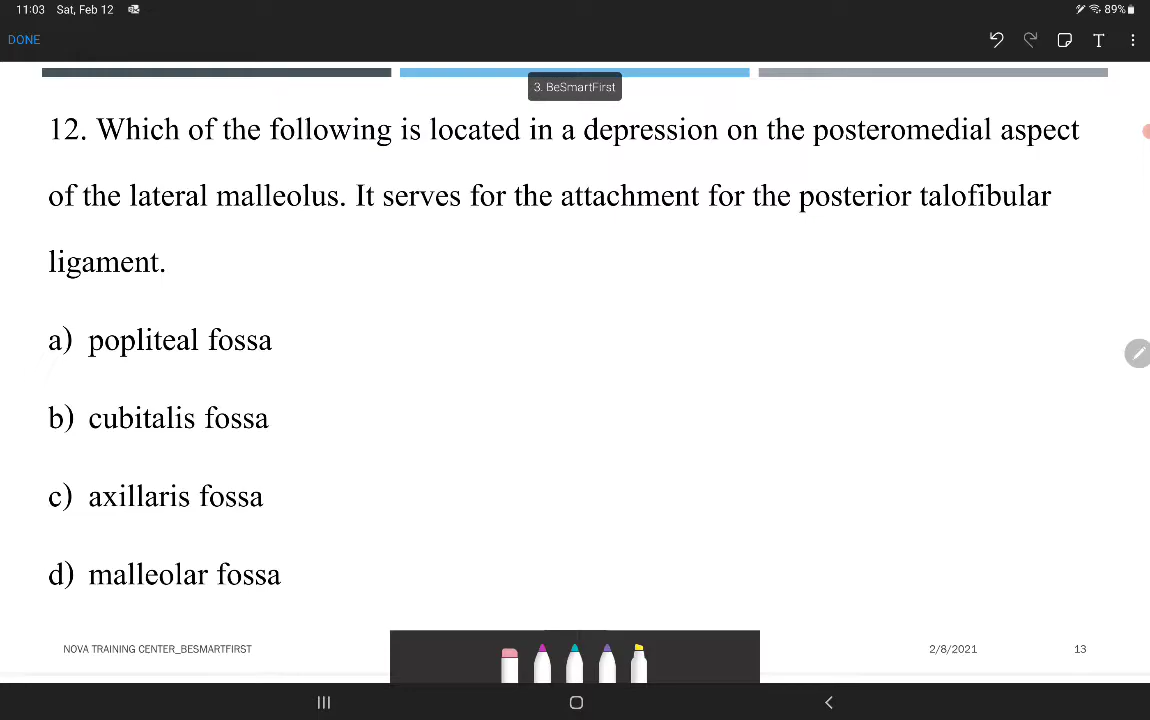 11:03 Sat, Feb 12 89%
DONE T
3. BeSmartFirst
12. Which of the following is located in a depression on the posteromedial aspect
of the lateral malleolus. It serves for the attachment for the posterior talofibular
ligament.
a) popliteal fossa
b) cubitalis fossa
c) axillaris fossa
d) malleolar fossa
NOVA TRAINING CENTER_BESMARTFIRST 2/8/2021 13